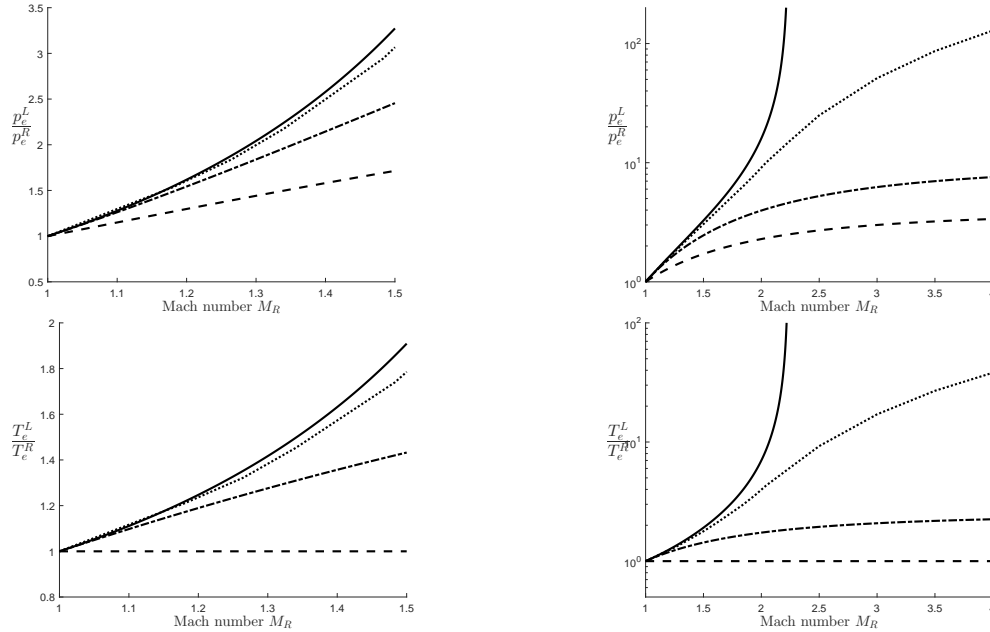 3.5
3
2.5
2
1.5
1
0.5
p_e^L
p_e^R
1 1.1 1.2 1.3 1.4 1.5
Mach number M_R
10^2
10^1
10^0
p_e^L
p_e^R
1 1.5 2 2.5 3 3.5
Mach number M_R
2
1.8
1.6
1.4
1.2
1
0.8
T_e^L
T_e^R
1 1.1 1.2 1.3 1.4 1.5
Mach number M_R
10^2
10^1
10^0
T_e^L
T_e^R
1 1.5 2 2.5 3 3.5
Mach number M_R